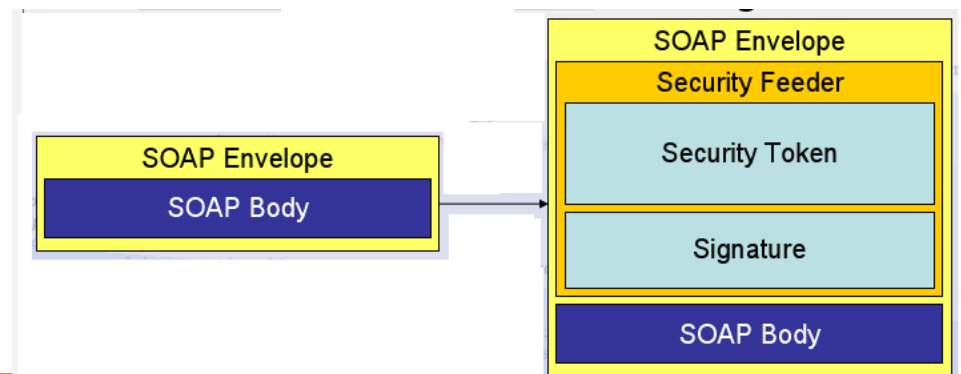 SOAP Envelope
SOAP Body
SOAP Envelope
Security Feeder
Security Token
Signature
SOAP Body